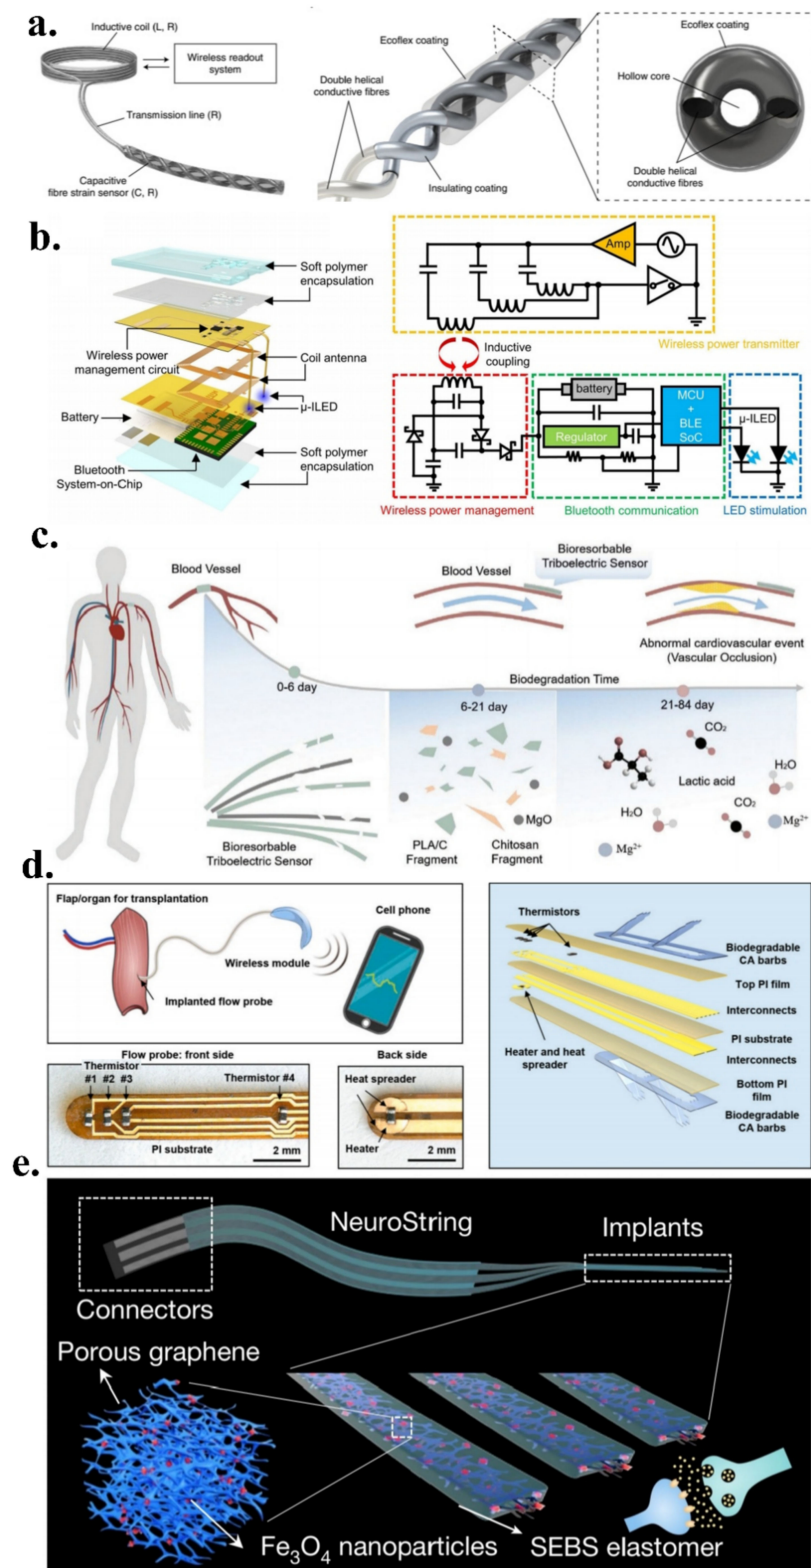 a.
Inductive coil (L, R)
Wireless readout
system
Transmission line (R)
Capacitive
fibre strain sensor (C, R)
Ecoflex coating
Double helical
conductive fibres
Insulating coating
Ecoflex coating
Hollow core
Double helical
conductive fibres
b.
Soft polymer
encapsulation
Wireless power
management circuit
Coil antenna
μ-ILED
Battery
Bluetooth
System-on-Chip
Soft polymer
encapsulation
Amp
Wireless power transmitter
Inductive
coupling
battery
Regulator
MCU
+
BLE
SoC
μ-ILED
Wireless power management
Bluetooth communication
LED stimulation
c.
Blood Vessel
Blood Vessel
Bioresorbable
Triboelectric Sensor
Abnormal cardiovascular event
(Vascular Occlusion)
Biodegradation Time
0-6 day
6-21 day
21-84 day
Bioresorbable
Triboelectric Sensor
MgO
PLA/C
Fragment
Chitosan
Fragment
CO₂
Lactic acid
H₂O
H₂O
CO₂
Mg²⁺
Mg²⁺
d.
Flap/organ for transplantation
Cell phone
Wireless module
Implanted flow probe
Flow probe: front side
Thermistor
#1 #2 #3
Thermistor #4
PI substrate
2 mm
Back side
Heat spreader
Heater
2 mm
Thermistors
Biodegradable
CA barbs
Top PI film
Interconnects
PI substrate
Heater and heat
spreader
Interconnects
Bottom PI
film
Biodegradable
CA barbs
e.
NeuroString
Implants
Connectors
Porous graphene
Fe₃O₄ nanoparticles
SEBS elastomer